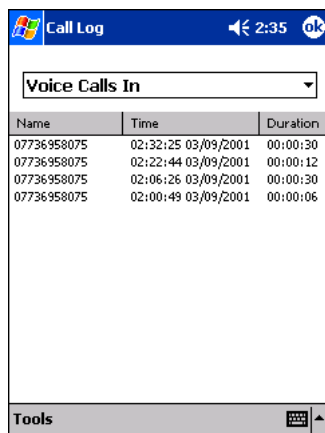 Call Log 2:35 ok
Voice Calls In
Name Time Duration
07736958075 02:32:25 03/09/2001 00:00:30
07736958075 02:22:44 03/09/2001 00:00:12
07736958075 02:06:26 03/09/2001 00:00:30
07736958075 02:00:49 03/09/2001 00:00:06
Tools